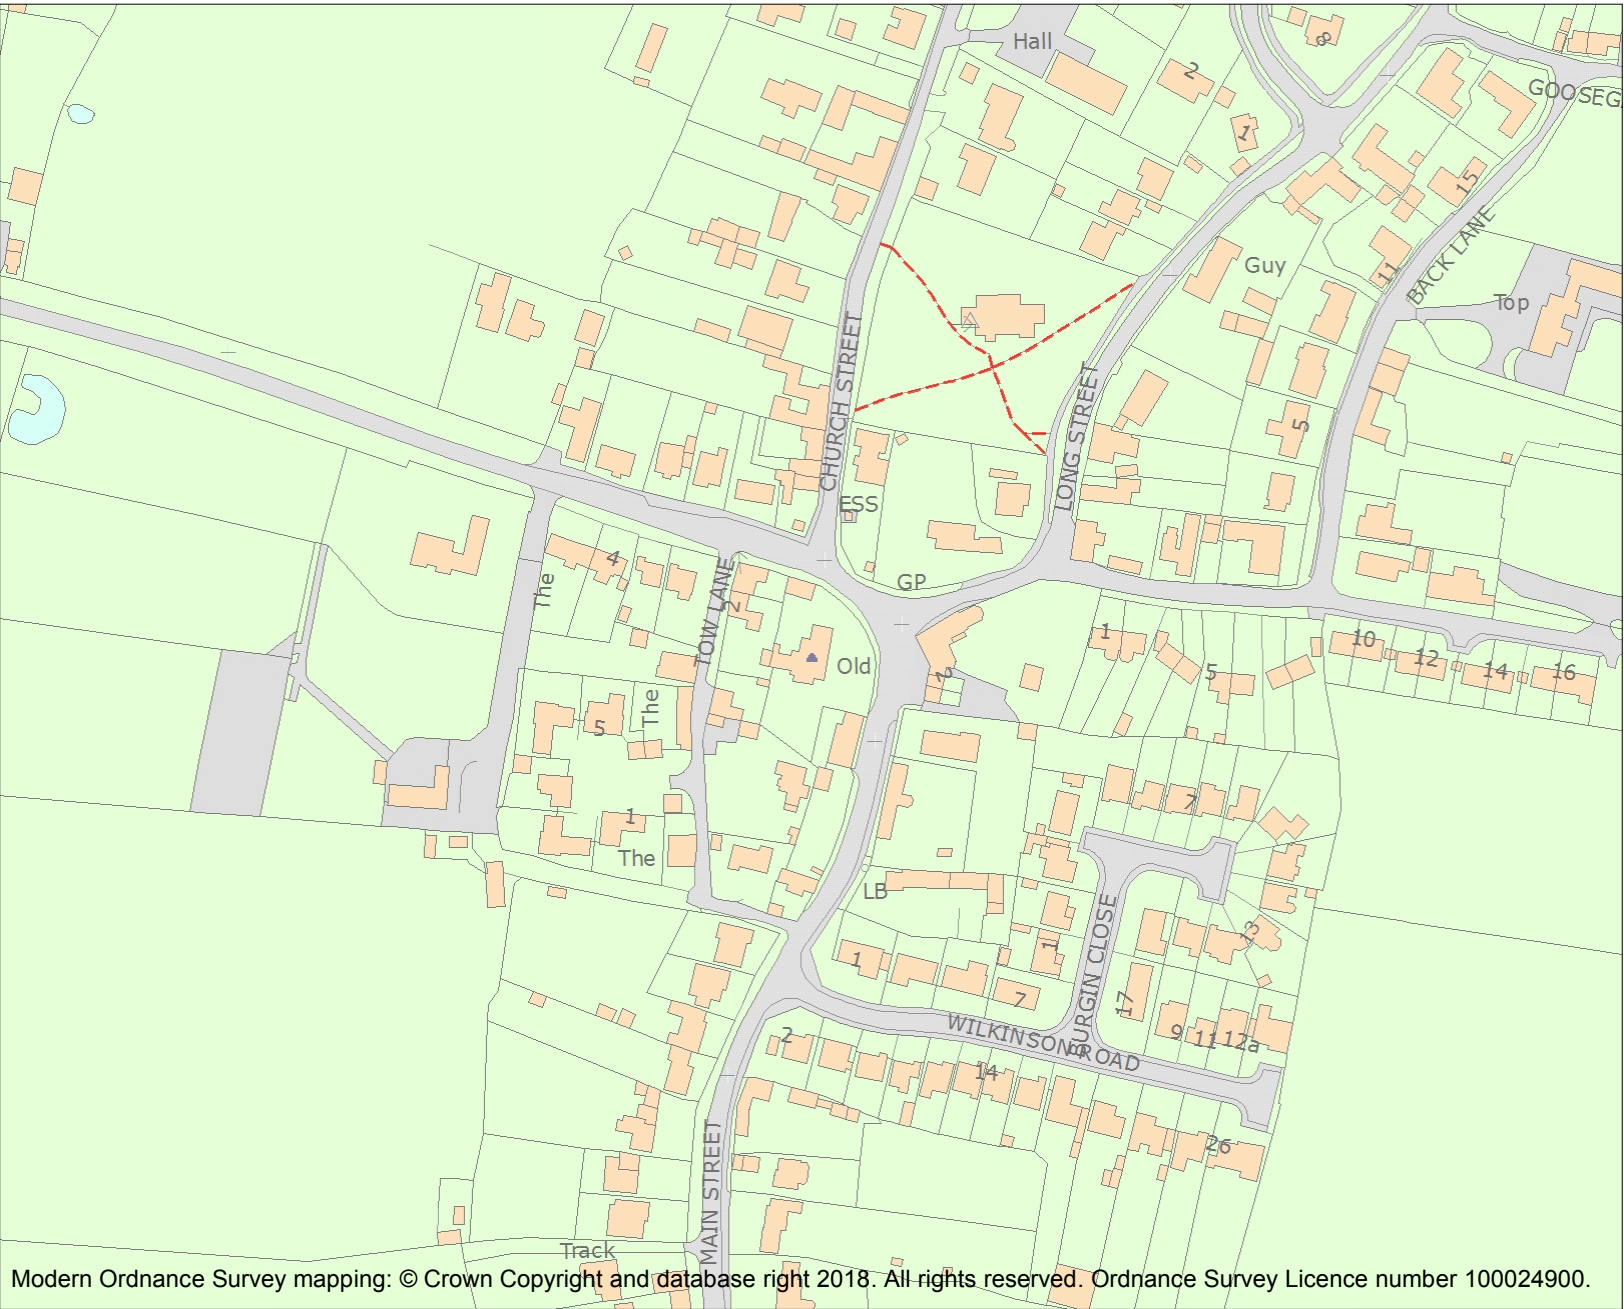 Hall
8
2
GOOSEG
1
15
BACK LANE
Guy
11
Top
CHURCH STREET
LONG STREET
5
ESS
4
The
TOW LANE
2
GP
1
10
12
14
16
5
Old
2
The
5
7
1
The
LB
BURGIN CLOSE
13
1
1
7
17
9
11
12a
WILKINSON ROAD
2
14
26
MAIN STREET
Track
Modern Ordnance Survey mapping: © Crown Copyright and database right 2018. All rights reserved. Ordnance Survey Licence number 100024900.